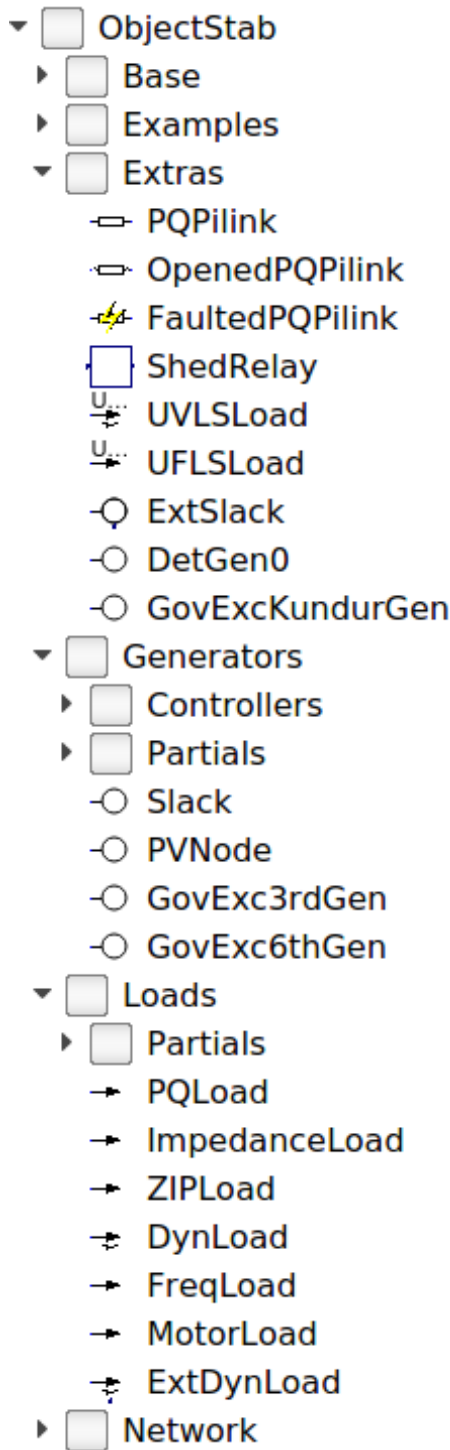 ObjectStab
Base
Examples
Extras
PQPilink
OpenedPQPilink
FaultedPQPilink
ShedRelay
U...
UVLSLoad
U...
UFLSLoad
ExtSlack
DetGen0
GovExcKundurGen
Generators
Controllers
Partials
Slack
PVNode
GovExc3rdGen
GovExc6thGen
Loads
Partials
PQLoad
ImpedanceLoad
ZIPLoad
DynLoad
FreqLoad
MotorLoad
ExtDynLoad
Network